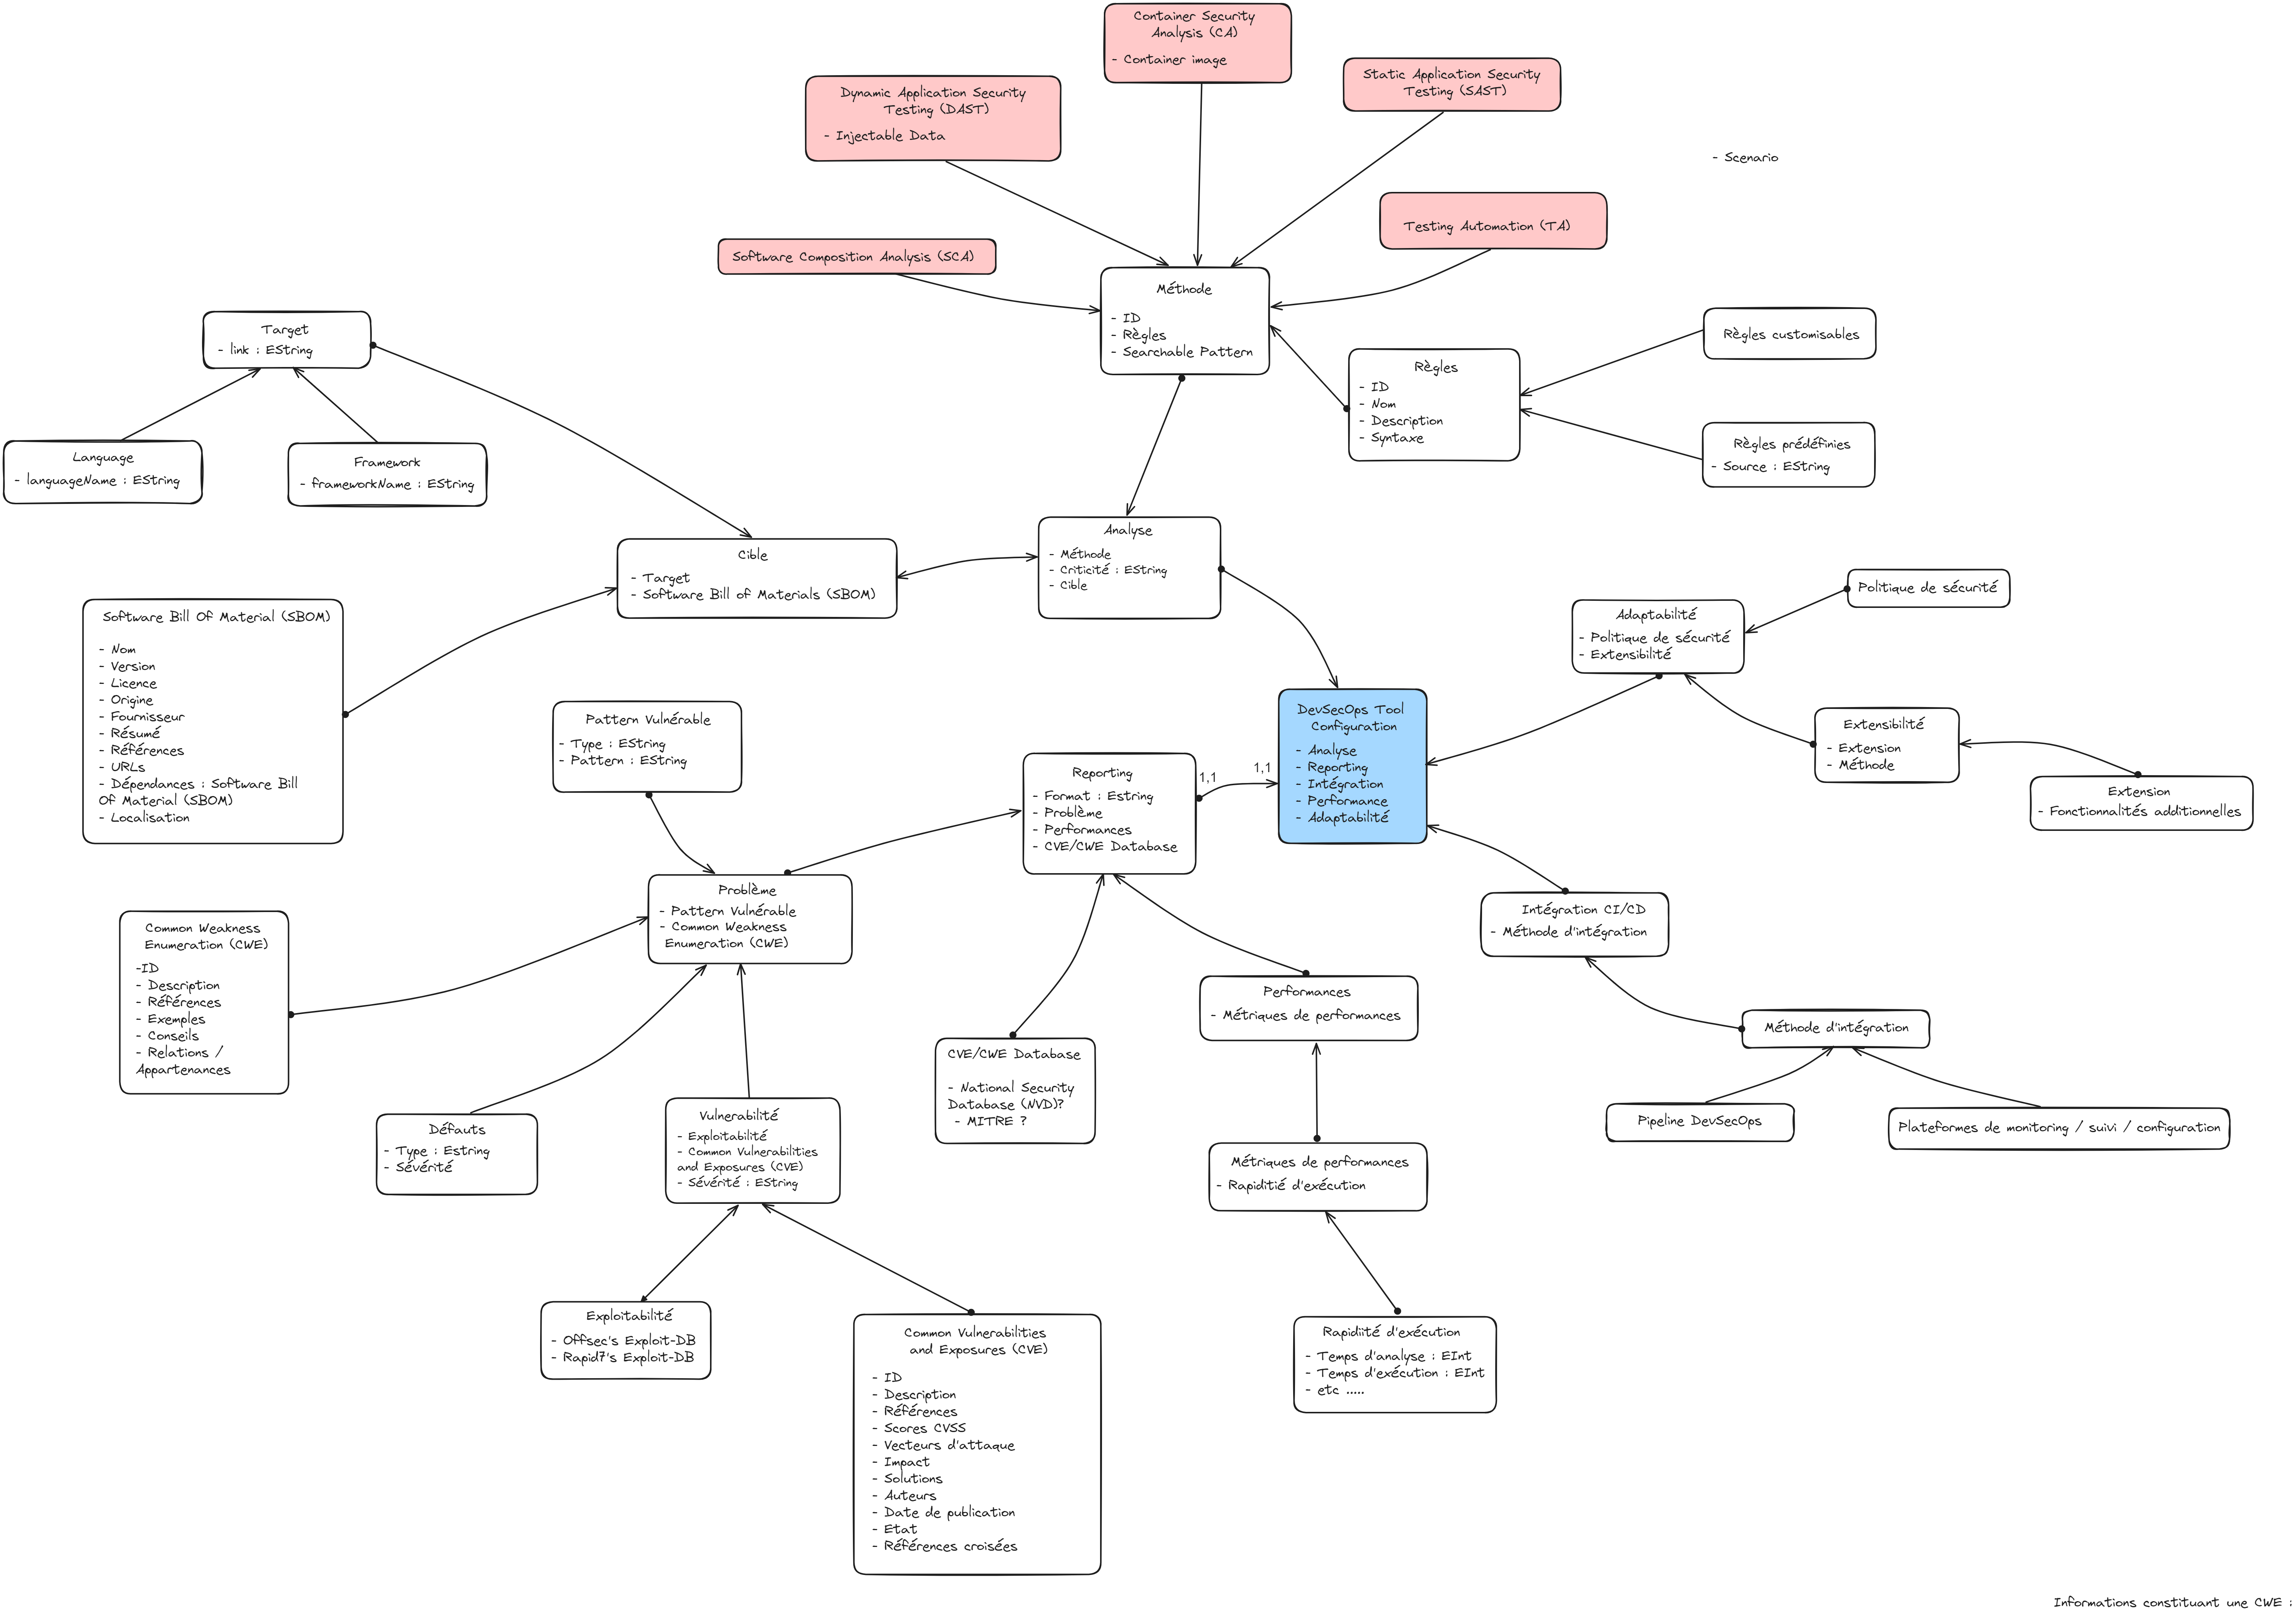 Container Security
Analysis (CA)
- Container image
Static Application Security
Testing (SAST)
Dynamic Application Security
Testing (DAST)
- Injectable Data
- Scenario
Testing Automation (TA)
Software Composition Analysis (SCA)
Méthode
- ID
- Règles
- Searchable Pattern
Target
- link : EString
Règles customisables
Règles
- ID
- Nom
- Description
- Syntaxe
Règles prédéfinies
- Source : EString
Language
- languageName : EString
Framework
- frameworkName : EString
Analyse
- Méthode
- Criticité : EString
- Cible
Cible
- Target
- Software Bill of Materials (SBOM)
Politique de sécurité
Adaptabilité
- Politique de sécurité
- Extensibilité
Software Bill Of Material (SBOM)
- Nom
- Version
- Licence
- Origine
- Fournisseur
- Résumé
- Références
- URLs
- Dépendances : Software Bill
Of Material (SBOM)
- Localisation
Pattern Vulnérable
- Type : EString
- Pattern : EString
DevSecOps Tool
Configuration
- Analyse
- Reporting
- Intégration
- Performance
- Adaptabilité
Extensibilité
- Extension
- Méthode
Extension
- Fonctionnalités additionnelles
Reporting
- Format : Estring
- Problème
- Performances
- CVE/CWE Database
1,1
1,1
Problème
- Pattern Vulnérable
- Common Weakness
Enumeration (CWE)
Intégration CI/CD
- Méthode d'intégration
Common Weakness
Enumeration (CWE)
-ID
- Description
- Références
- Exemples
- Conseils
- Relations /
Appartenances
Performances
- Métriques de performances
Méthode d'intégration
CVE/CWE Database
- National Security
Database (NVD)?
- MITRE ?
Pipeline DevSecOps
Plateformes de monitoring / suivi / configuration
Défauts
- Type : Estring
- Sévérité
Vulnerabilité
- Exploitabilité
- Common Vulnerabilities
and Exposures (CVE)
- Sévérité : EString
Métriques de performances
- Rapiditié d'exécution
Exploitabilité
- Offsec's Exploit-DB
- Rapid7's Exploit-DB
Common Vulnerabilities
and Exposures (CVE)
- ID
- Description
- Références
- Scores CVSS
- Vecteurs d'attaque
- Impact
- Solutions
- Auteurs
- Date de publication
- Etat
- Références croisées
Rapidiité d'exécution
- Temps d'analyse : EInt
- Temps d'exécution : EInt
- etc .....
Informations constituant une CWE :